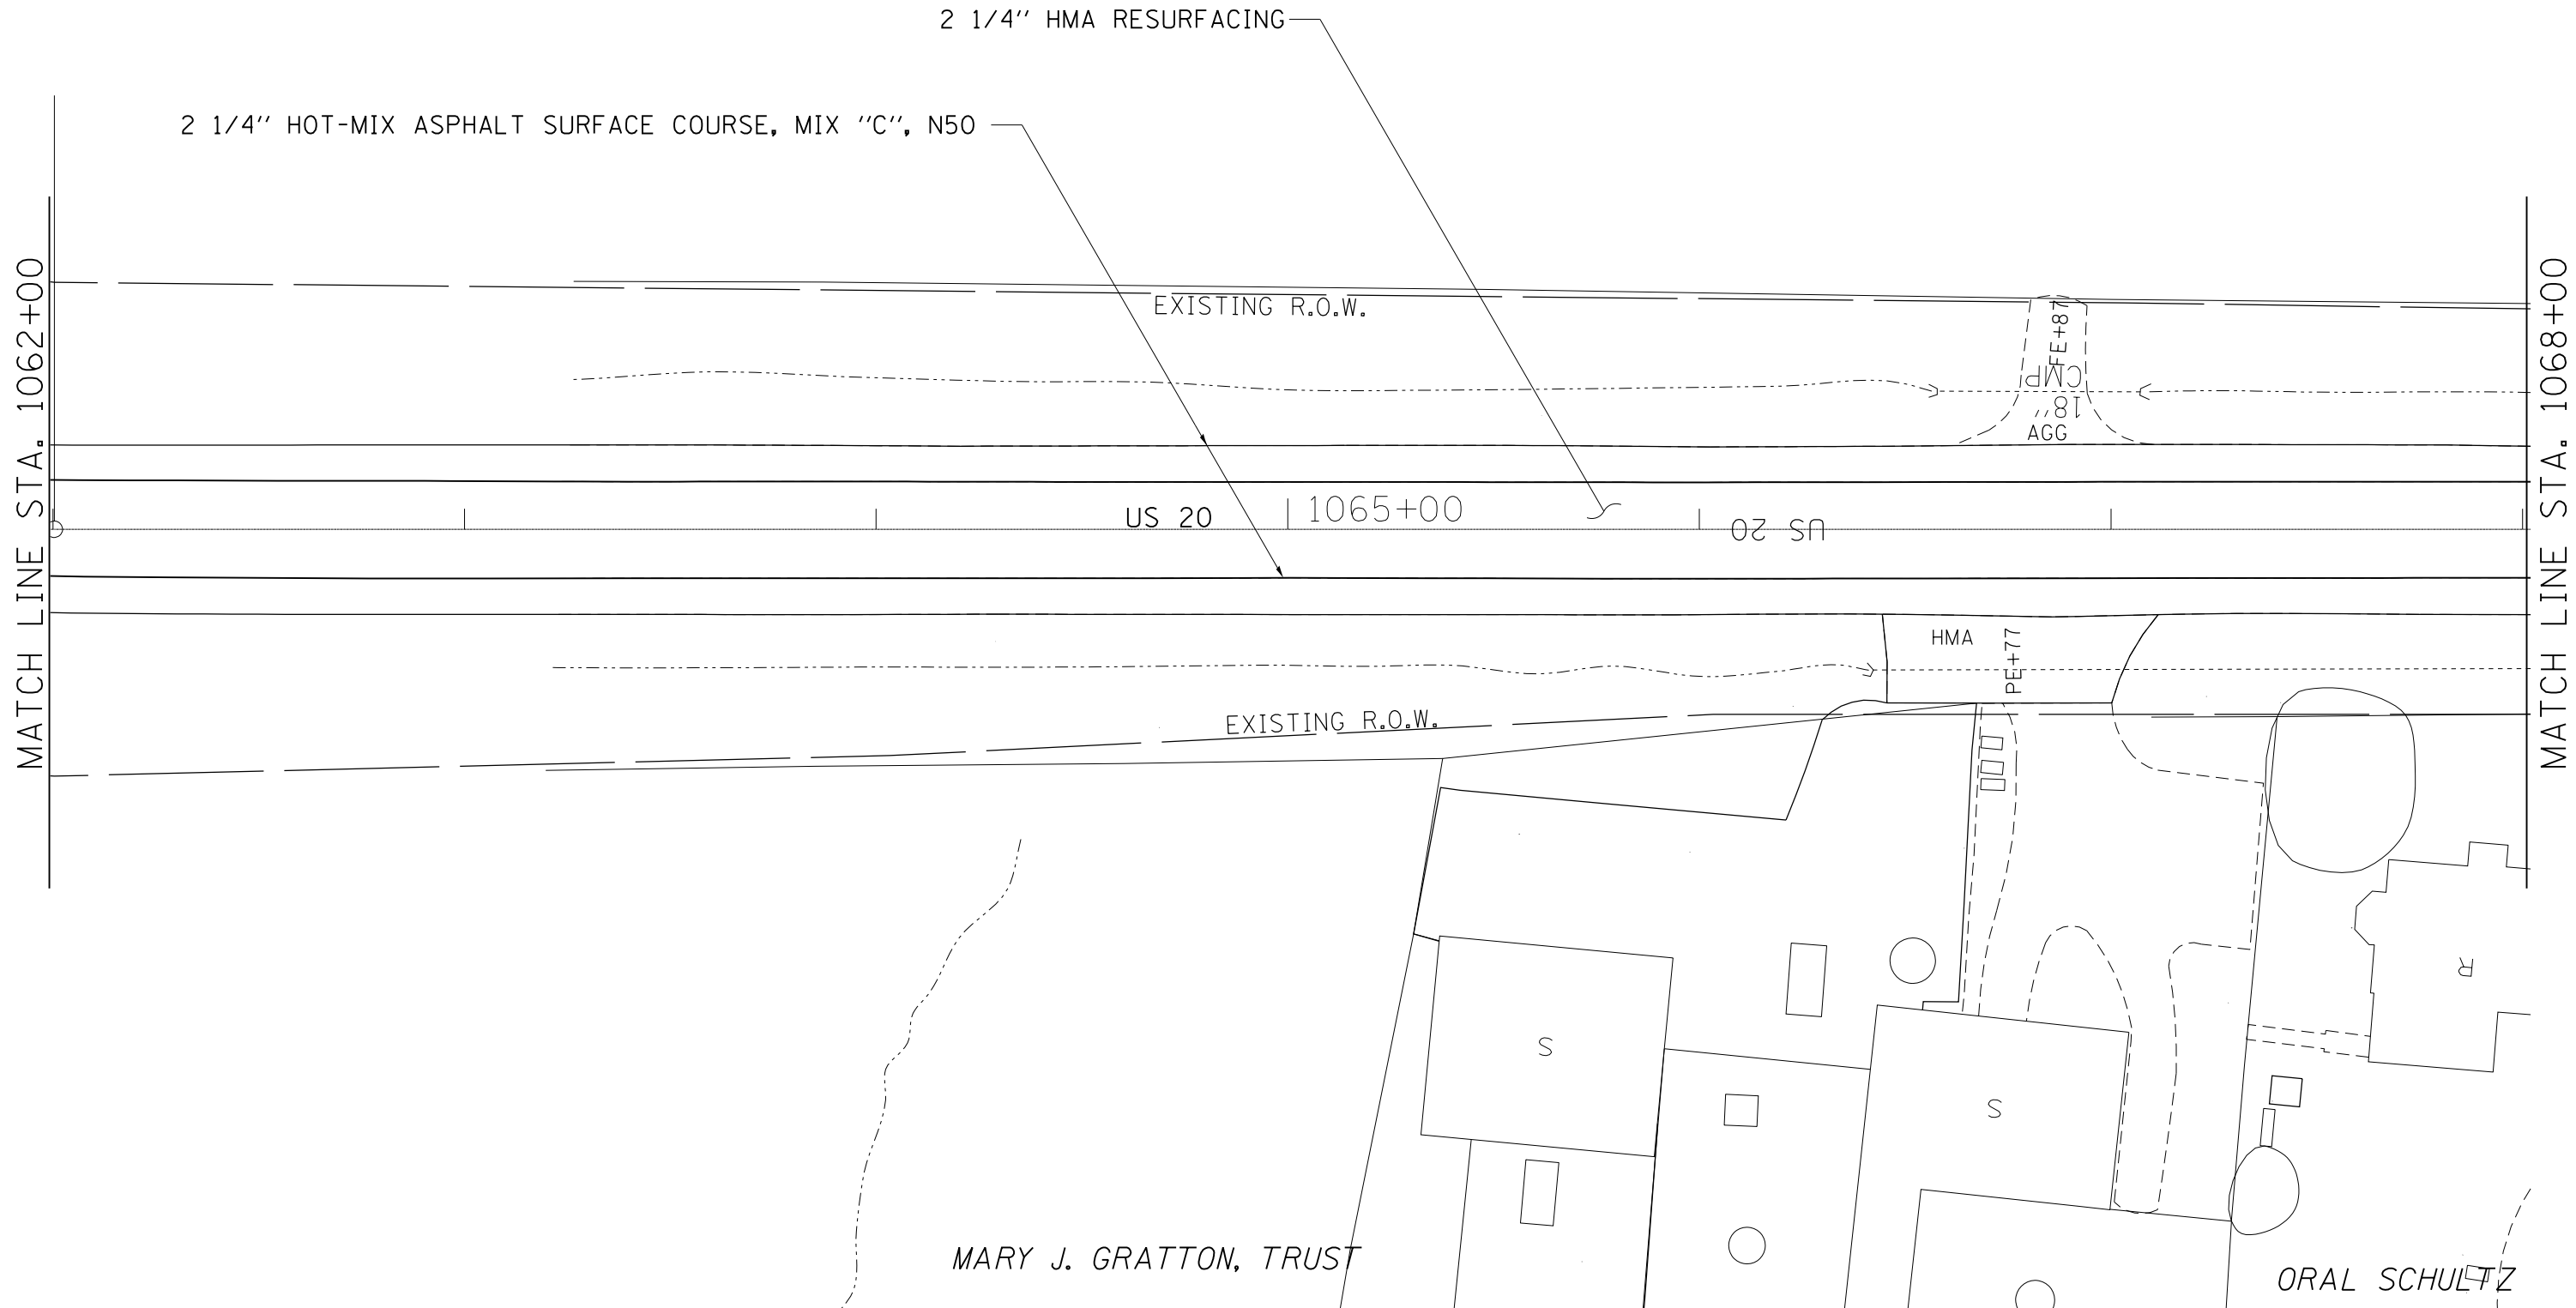 2 1/4" HMA RESURFACING
2 1/4" HOT-MIX ASPHALT SURFACE COURSE, MIX "C", N50
MATCH LINE STA. 1062+00
MATCH LINE STA. 1068+00
EXISTING R.O.W.
FE+87
CMP
18"
AGG
US 20
1065+00
US 20
HMA
PE+77
EXISTING R.O.W.
R
S
S
MARY J. GRATTON, TRUST
ORAL SCHULTZ